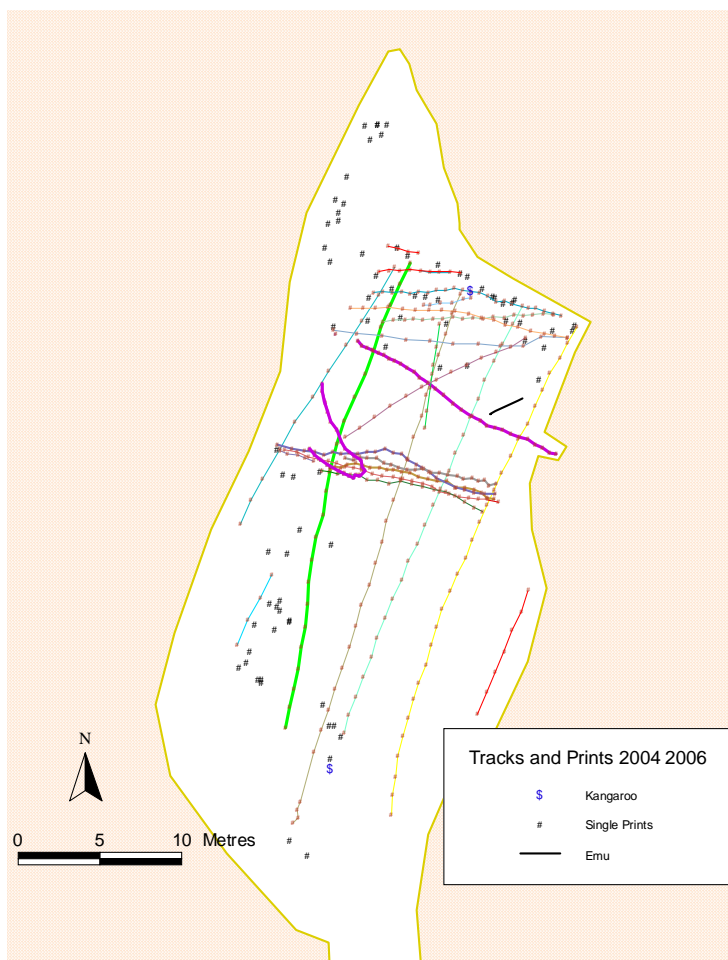 N
0 5 10 Metres
Tracks and Prints 2004 2006
$ Kangaroo
# Single Prints
Emu